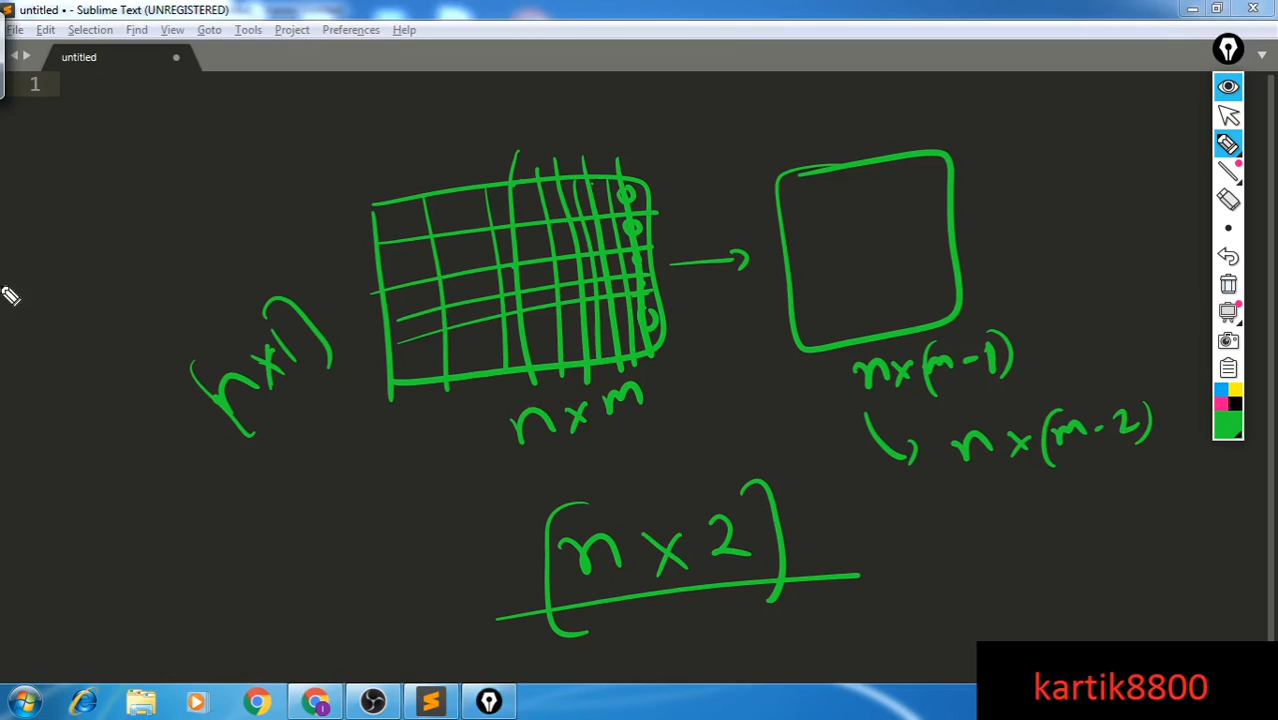 untitled • - Sublime Text (UNREGISTERED)
File Edit Selection Find View Goto Tools Project Preferences Help
untitled
1
(n×1)
n×m
n×(m-1)
n×(m-2)
(n×2)
kartik8800